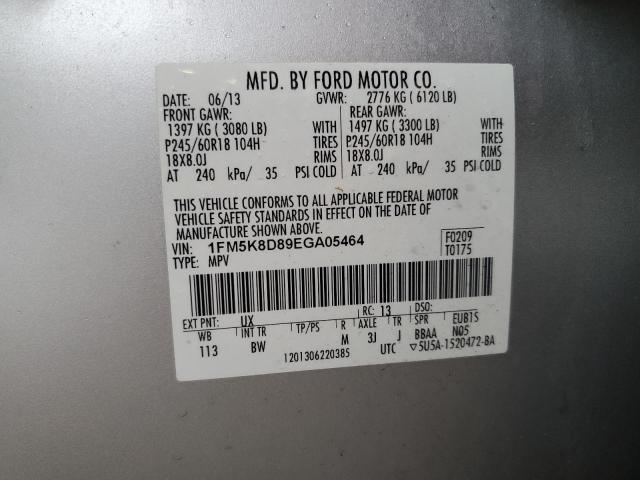 MFD. BY FORD MOTOR CO.
DATE: 06/13 GVWR: 2776 KG ( 6120 LB)
FRONT GAWR: REAR GAWR:
1397 KG ( 3080 LB) WITH 1497 KG ( 3300 LB) WITH
P245/60R18 104H TIRES P245/60R18 104H TIRES
18X8.0J RIMS 18X8.0J RIMS
AT 240 kPa/ 35 PSI COLD AT 240 kPa/ 35 PSI COLD
THIS VEHICLE CONFORMS TO ALL APPLICABLE FEDERAL MOTOR
VEHICLE SAFETY STANDARDS IN EFFECT ON THE DATE OF
MANUFACTURE SHOWN ABOVE.
VIN: 1FM5K8D89EGA05464 F0209
TYPE: MPV T0175
EXT PNT: UX RC: 13 DSO:
WB INT TR TP/PS R AXLE TR SPR EUB1S
113 BW M 3J J BBAA N05
1201306220385 UTC ▽5U5A-1520472-BA